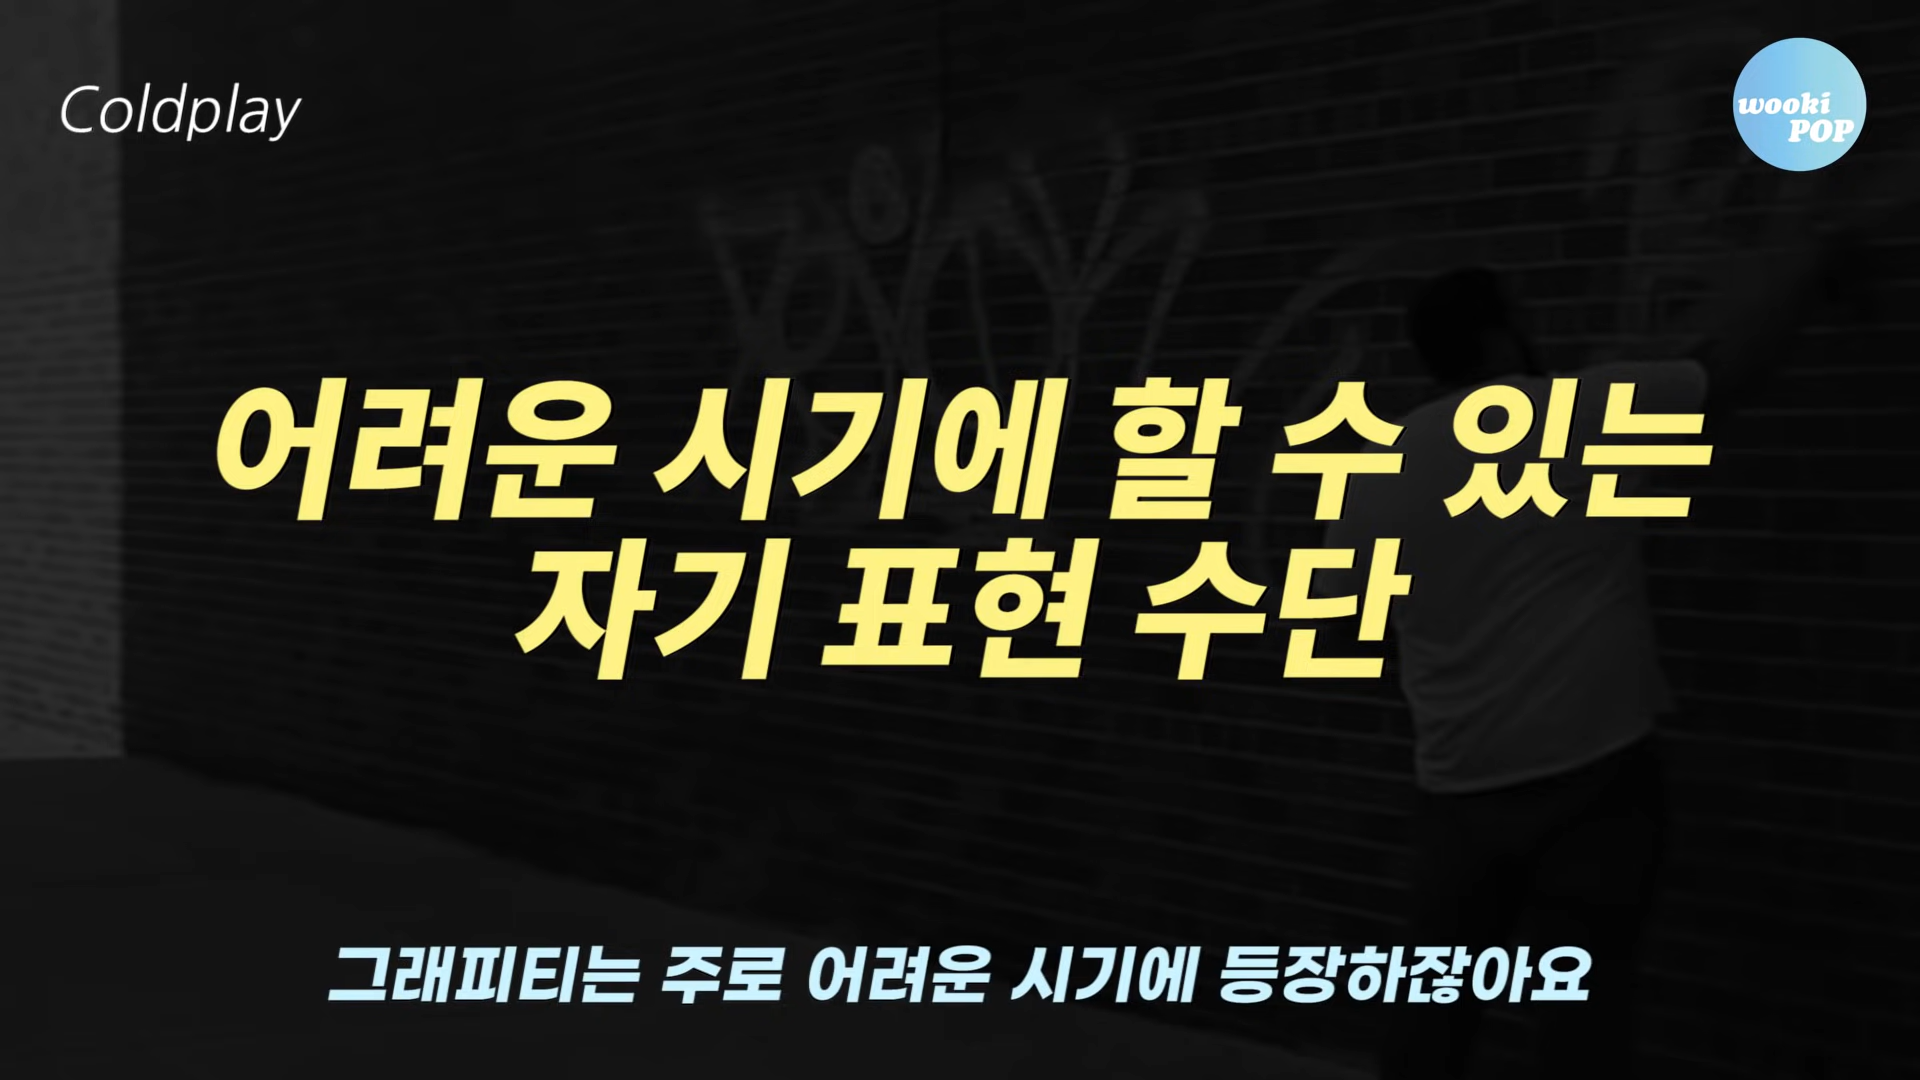 Coldplay
wooki
POP
어려운 시기에 할 수 있는
자기 표현 수단
그래피티는 주로 어려운 시기에 등장하잖아요